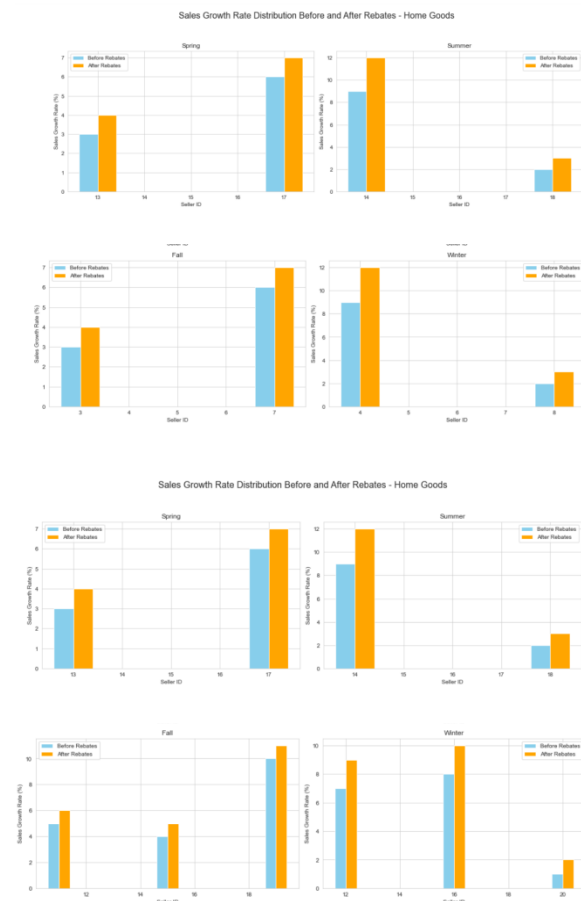 Sales Growth Rate Distribution Before and After Rebates - Home Goods
Spring
Before Rebates
After Rebates
Sales Growth Rate (%)
7
6
5
4
3
2
1
0
13 14 15 16 17
Seller ID
Summer
Before Rebates
After Rebates
Sales Growth Rate (%)
12
10
8
6
4
2
0
14 15 16 17 18
Seller ID
Fall
Before Rebates
After Rebates
Sales Growth Rate (%)
7
6
5
4
3
2
1
0
3 4 5 6 7
Seller ID
Winter
Before Rebates
After Rebates
Sales Growth Rate (%)
12
10
8
6
4
2
0
4 5 6 7 8
Seller ID
Sales Growth Rate Distribution Before and After Rebates - Home Goods
Spring
Before Rebates
After Rebates
Sales Growth Rate (%)
7
6
5
4
3
2
1
0
13 14 15 16 17
Seller ID
Summer
Before Rebates
After Rebates
Sales Growth Rate (%)
12
10
8
6
4
2
0
14 15 16 17 18
Seller ID
Fall
Before Rebates
After Rebates
Sales Growth Rate (%)
10
8
6
4
2
0
12 14 16 18
Winter
Before Rebates
After Rebates
Sales Growth Rate (%)
10
8
6
4
2
0
12 14 16 18 20